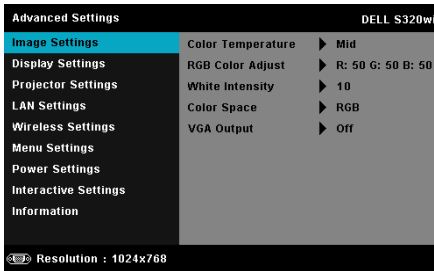 Advanced Settings DELL S320wi
Image Settings Color Temperature Mid
Display Settings RGB Color Adjust R: 50 G: 50 B: 50
Projector Settings White Intensity 10
LAN Settings Color Space RGB
Wireless Settings VGA Output Off
Menu Settings
Power Settings
Interactive Settings
Information
Resolution : 1024x768